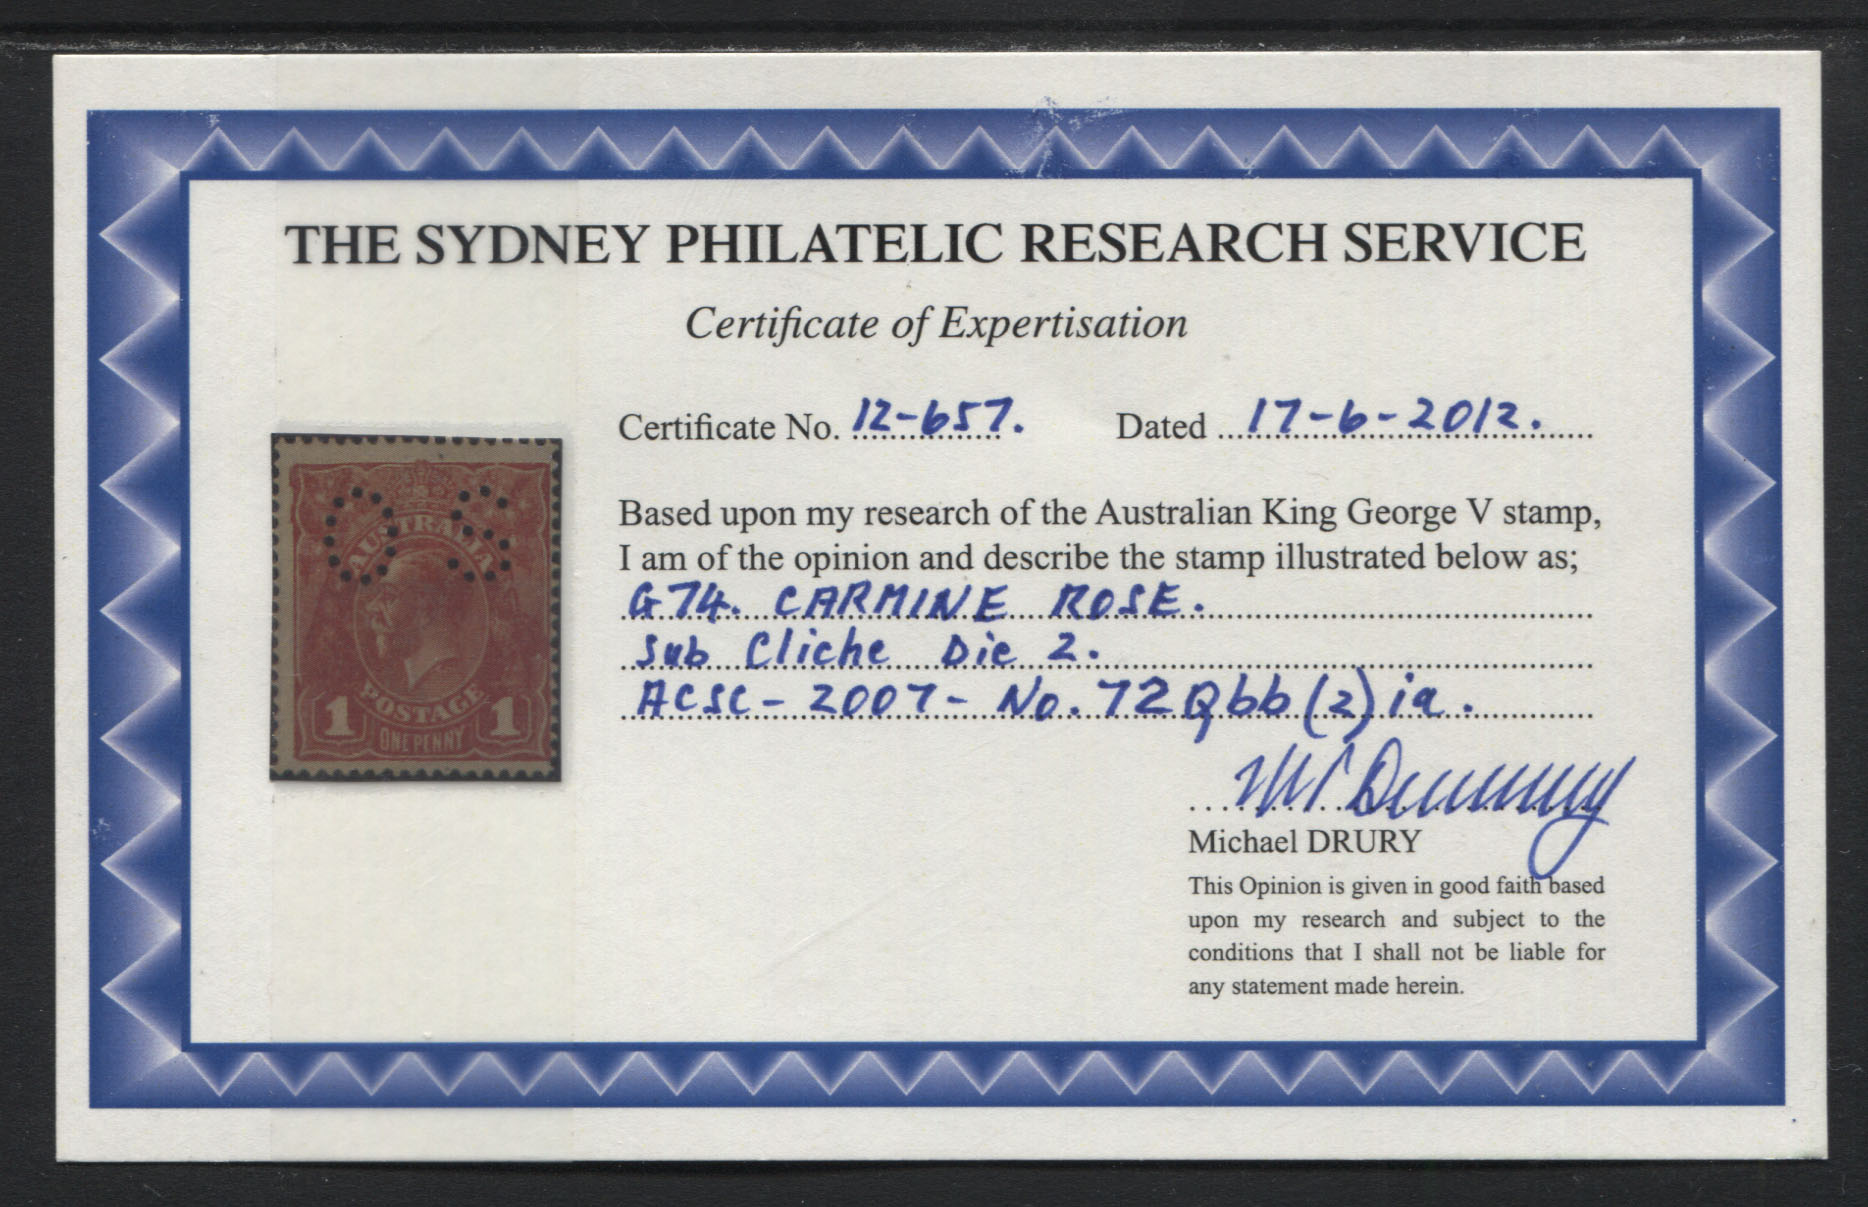 THE SYDNEY PHILATELIC RESEARCH SERVICE
Certificate of Expertisation
Certificate No. 12-657. Dated 17-6-2012.
Based upon my research of the Australian King George V stamp,
I am of the opinion and describe the stamp illustrated below as;
G74. CARMINE ROSE.
Sub Cliche Die 2.
ACSC - 2007 - No. 72Qbb(2)ia.
AUSTRALIA
POSTAGE
1 1
ONE PENNY
OS
M Drury
Michael DRURY
This Opinion is given in good faith based
upon my research and subject to the
conditions that I shall not be liable for
any statement made herein.